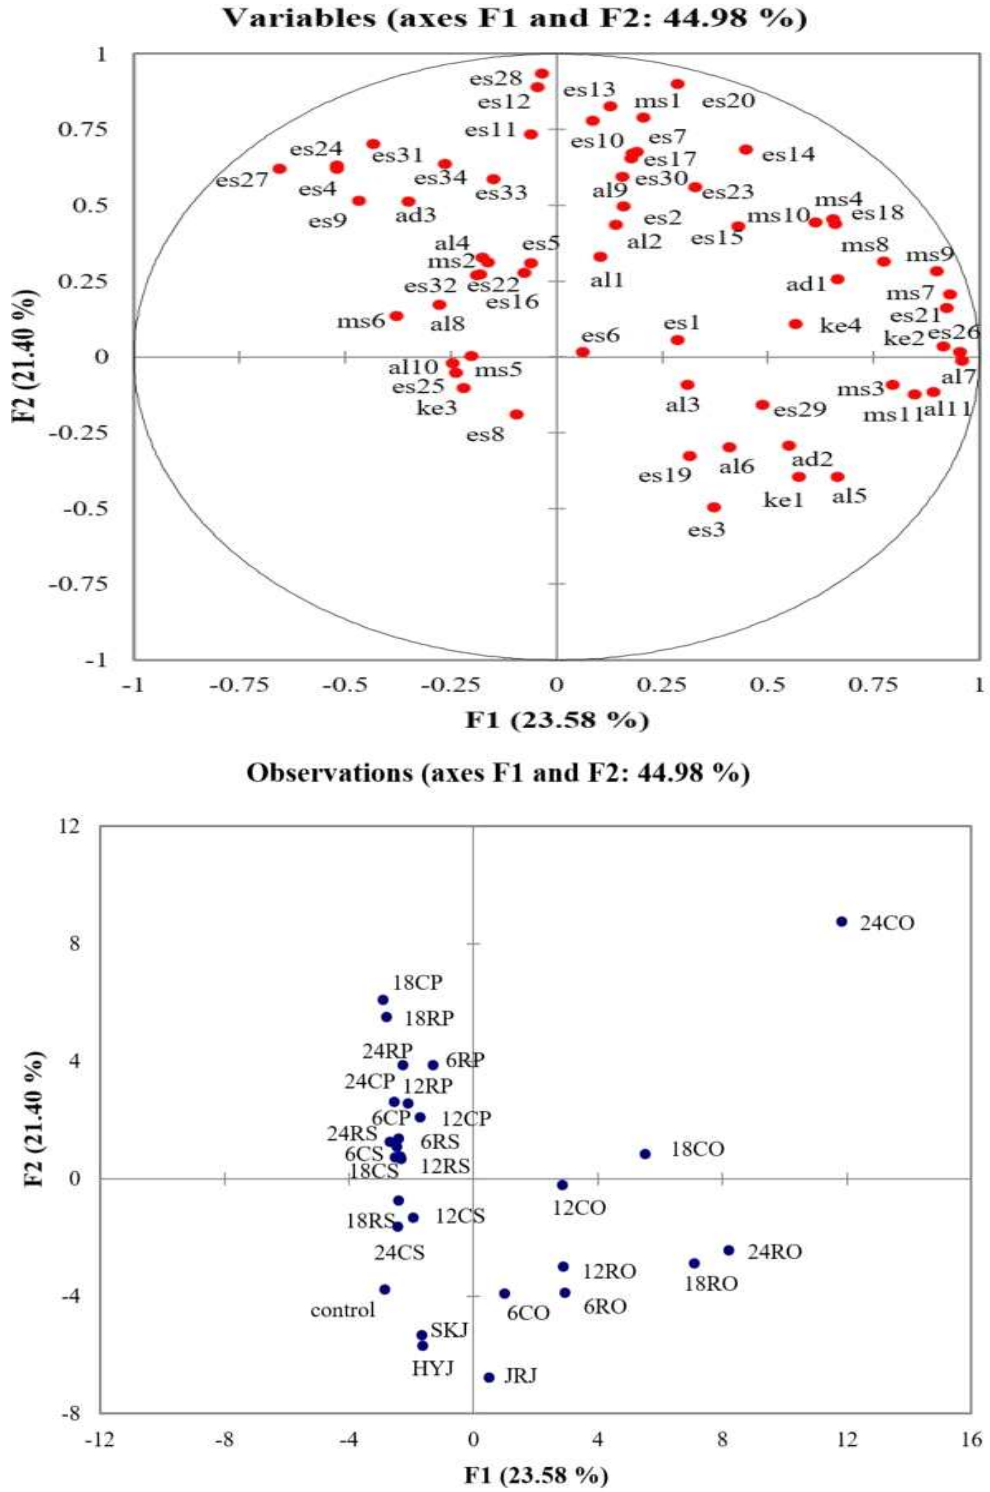 Variables (axes F1 and F2: 44.98 %)
1
es28
es12
es13
ms1
es20
0.75
es11
es10
es7
es24
es31
es17
es14
es27
es4
es34
es33
al9
es30
es23
ms4
0.5
es9
ad3
es2
ms10
es18
al4
es5
al2
es15
ms8
ms9
ms2
0.25
es32
es22
al1
ad1
ms7
es16
es21
ms6
al8
es6
es1
ke4
ke2
es26
0
al10
ms5
al7
es25
ms3
ke3
al3
es29
ms11
al11
-0.25
es8
es19
al6
ad2
ke1
al5
-0.5
es3
-0.75
-1
-1
-0.75
-0.5
-0.25
0
0.25
0.5
0.75
1
F2 (21.40 %)
F1 (23.58 %)
Observations (axes F1 and F2: 44.98 %)
12
24CO
8
18CP
18RP
24RP
6RP
4
24CP
12RP
6CP
12CP
24RS
6RS
6CS
18CO
18CS
12RS
0
12CO
18RS
12CS
24CS
24RO
12RO
18RO
-4
control
6CO
6RO
SKJ
HYJ
JRJ
-8
-12
-8
-4
0
4
8
12
16
F2 (21.40 %)
F1 (23.58 %)